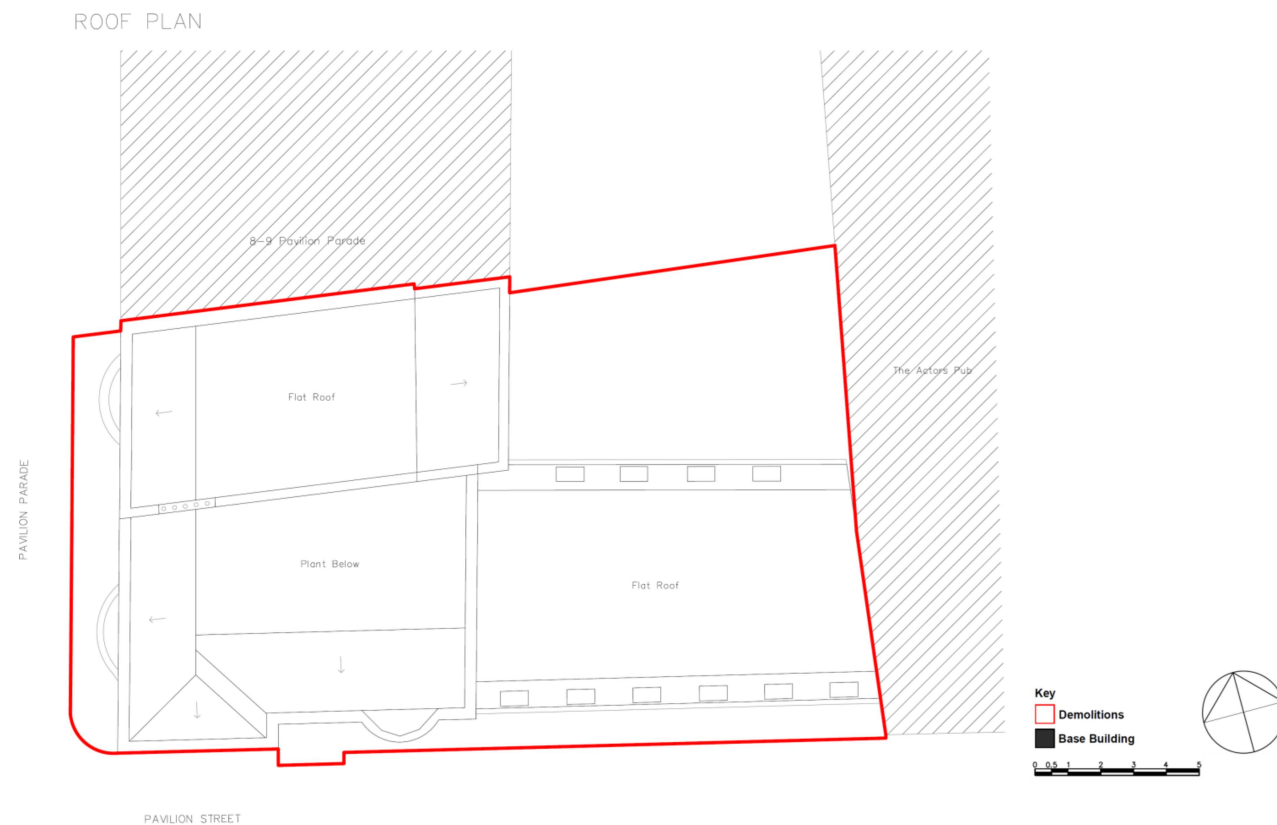 ROOF PLAN
8-9 Pavilion Parade
The Actors Pub
Flat Roof
PAVILION PARADE
Plant Below
Flat Roof
Key
Demolitions
Base Building
0 0,5 1 2 3 4 5
PAVILION STREET